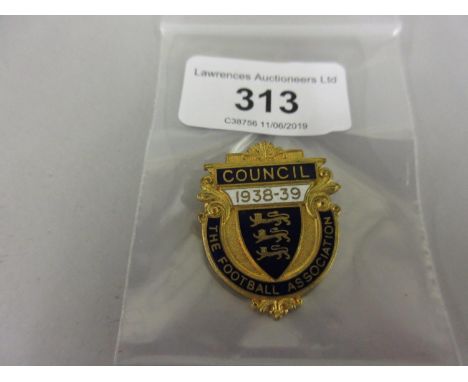 Lawrences Auctioneers Ltd
313
C38756 11/06/2019
COUNCIL
1938-39
THE FOOTBALL ASSOCIATION